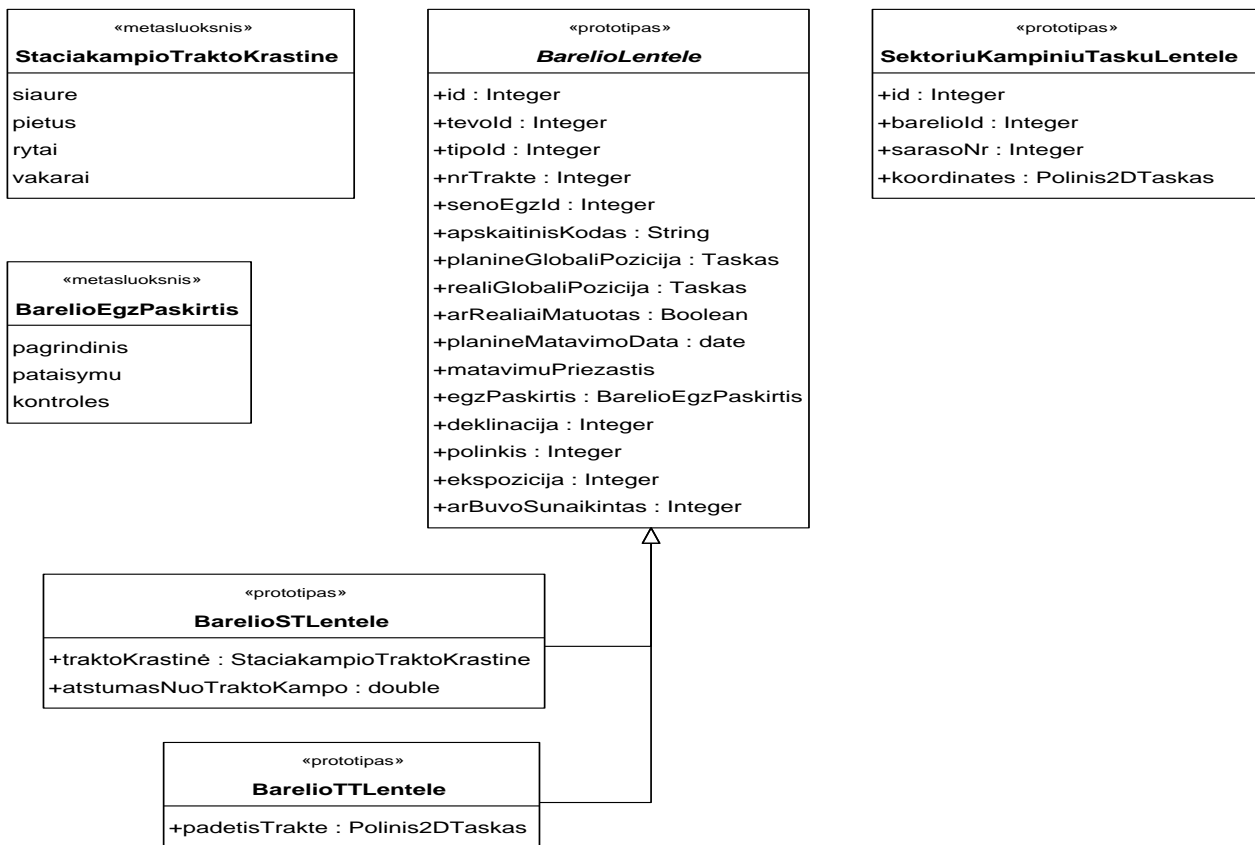 «metasluoksnis»
StaciakampioTraktoKrastine
siaure
pietus
rytai
vakarai
«metasluoksnis»
BarelioEgzPaskirtis
pagrindinis
pataisymu
kontroles
«prototipas»
BarelioLentele
+id : Integer
+tevoId : Integer
+tipoId : Integer
+nrTrakte : Integer
+senoEgzId : Integer
+apskaitinisKodas : String
+planineGlobaliPozicija : Taskas
+realiGlobaliPozicija : Taskas
+arRealiaiMatuotas : Boolean
+planineMatavimoData : date
+matavimuPriezastis
+egzPaskirtis : BarelioEgzPaskirtis
+deklinacija : Integer
+polinkis : Integer
+ekspozicija : Integer
+arBuvoSunaikintas : Integer
«prototipas»
SektoriuKampiniuTaskuLentele
+id : Integer
+barelioId : Integer
+sarasoNr : Integer
+koordinates : Polinis2DTaskas
«prototipas»
BarelioSTLentele
+traktoKrastinė : StaciakampioTraktoKrastine
+atstumasNuoTraktoKampo : double
«prototipas»
BarelioTTLentele
+padetisTrakte : Polinis2DTaskas